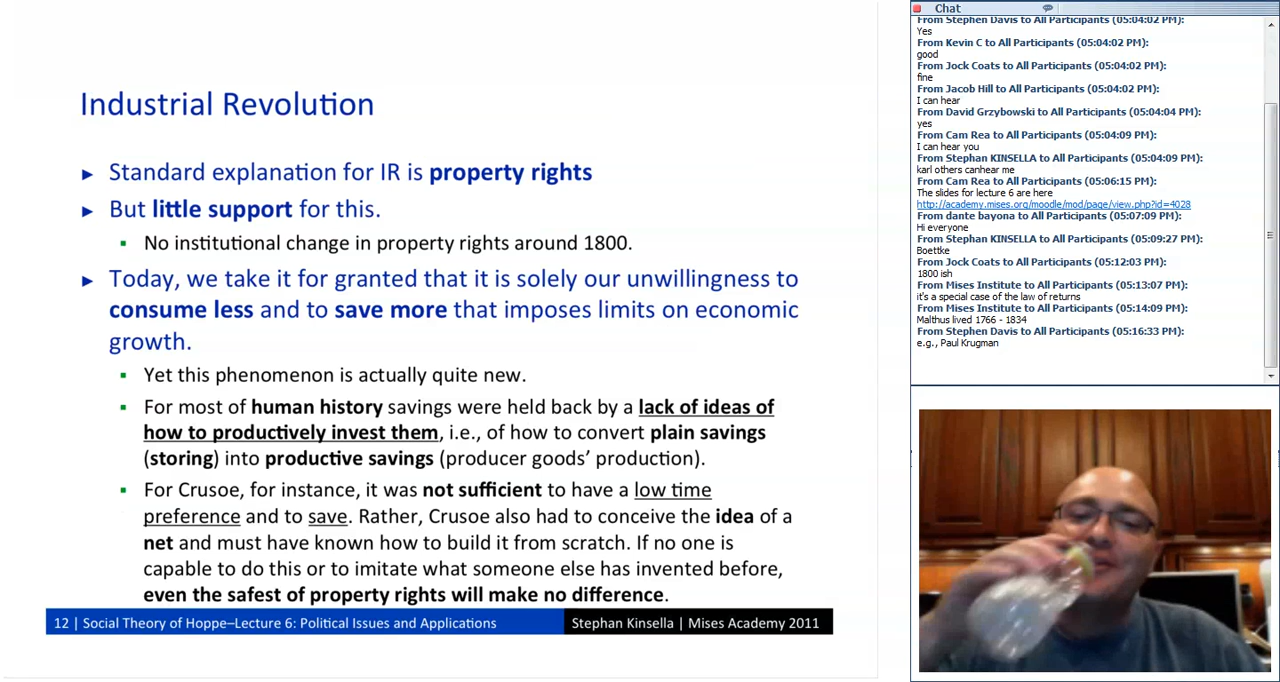 Industrial Revolution
► Standard explanation for IR is property rights
► But little support for this.
▪ No institutional change in property rights around 1800.
► Today, we take it for granted that it is solely our unwillingness to
consume less and to save more that imposes limits on economic
growth.
▪ Yet this phenomenon is actually quite new.
▪ For most of human history savings were held back by a lack of ideas of
how to productively invest them, i.e., of how to convert plain savings
(storing) into productive savings (producer goods’ production).
▪ For Crusoe, for instance, it was not sufficient to have a low time
preference and to save. Rather, Crusoe also had to conceive the idea of a
net and must have known how to build it from scratch. If no one is
capable to do this or to imitate what someone else has invented before,
even the safest of property rights will make no difference.
12 | Social Theory of Hoppe–Lecture 6: Political Issues and Applications
Stephan Kinsella | Mises Academy 2011
Chat
From Stephen Davis to All Participants (05:04:02 PM):
Yes
From Kevin C to All Participants (05:04:02 PM):
good
From Jock Coats to All Participants (05:04:02 PM):
fine
From Jacob Hill to All Participants (05:04:02 PM):
I can hear
From David Grzybowski to All Participants (05:04:04 PM):
yes
From Cam Rea to All Participants (05:04:09 PM):
I can hear you
From Stephan KINSELLA to All Participants (05:04:09 PM):
karl others canhear me
From Cam Rea to All Participants (05:06:15 PM):
The slides for lecture 6 are here
http://academy.mises.org/moodle/mod/page/view.php?id=4028
From dante bayona to All Participants (05:07:09 PM):
Hi everyone
From Stephan KINSELLA to All Participants (05:09:27 PM):
Boettke
From Jock Coats to All Participants (05:12:03 PM):
1800 ish
From Mises Institute to All Participants (05:13:07 PM):
it's a special case of the law of returns
From Mises Institute to All Participants (05:14:09 PM):
Malthus lived 1766 - 1834
From Stephen Davis to All Participants (05:16:33 PM):
e.g., Paul Krugman